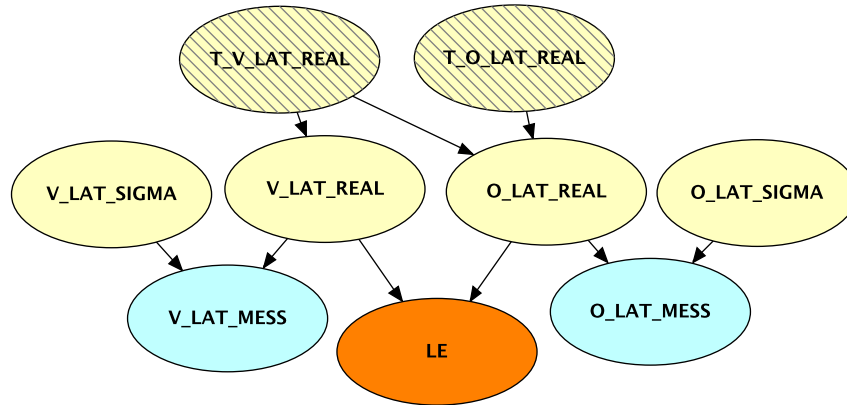 T_V_LAT_REAL
T_O_LAT_REAL
V_LAT_SIGMA
V_LAT_REAL
O_LAT_REAL
O_LAT_SIGMA
V_LAT_MESS
LE
O_LAT_MESS